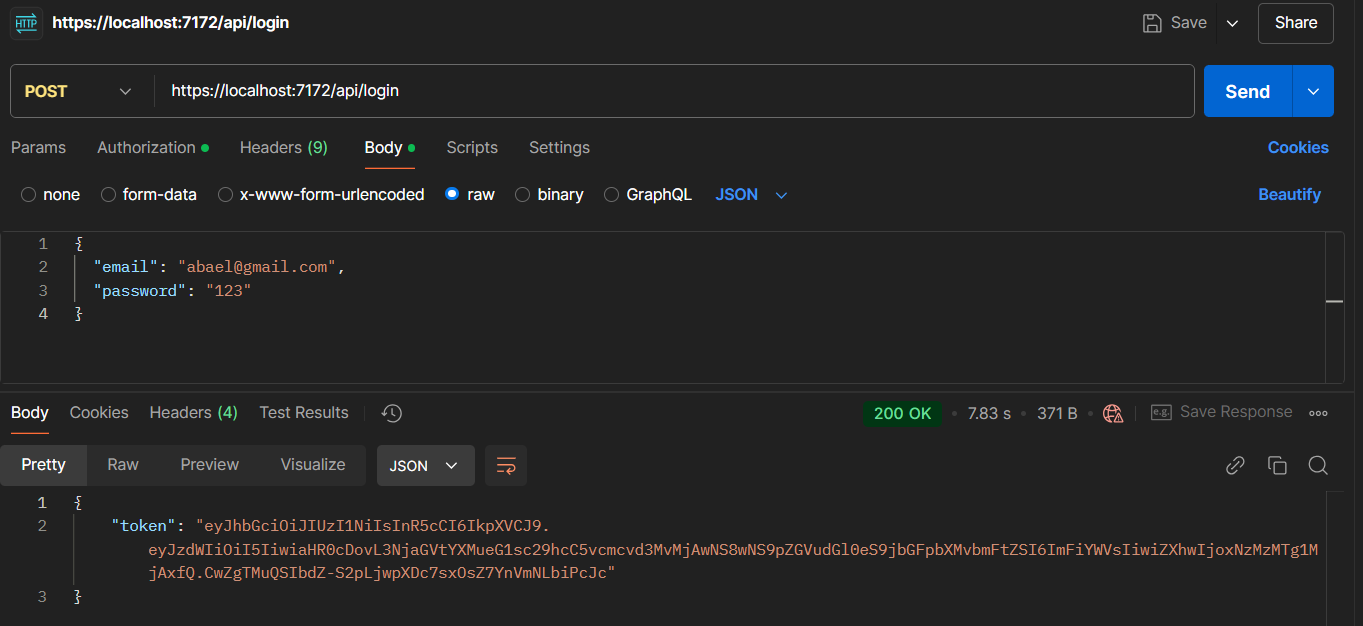 HTTP https://localhost:7172/api/login Save Share
POST https://localhost:7172/api/login Send
Params Authorization Headers (9) Body Scripts Settings Cookies
none form-data x-www-form-urlencoded raw binary GraphQL JSON Beautify
1 {
2 "email": "abael@gmail.com",
3 "password": "123"
4 }
Body Cookies Headers (4) Test Results 200 OK • 7.83 s • 371 B • e.g. Save Response
Pretty Raw Preview Visualize JSON
1 {
2 "token": "eyJhbGciOiJIUzI1NiIsInR5cCI6IkpXVCJ9.
eyJzdWIiOiI5IiwiaHR0cDovL3NjaGVtYXMueG1sc29hcC5vcmcvd3MvMjAwNS8wNS9pZGVudGl0eS9jbGFpbXMvbmFtZSI6ImFiYWVsIiwiZXhwIjoxNzMzMTg1M
jAxfQ.CwZgTMuQSIbdZ-S2pLjwpXDc7sxOsZ7YnVmNLbiPcJc"
3 }